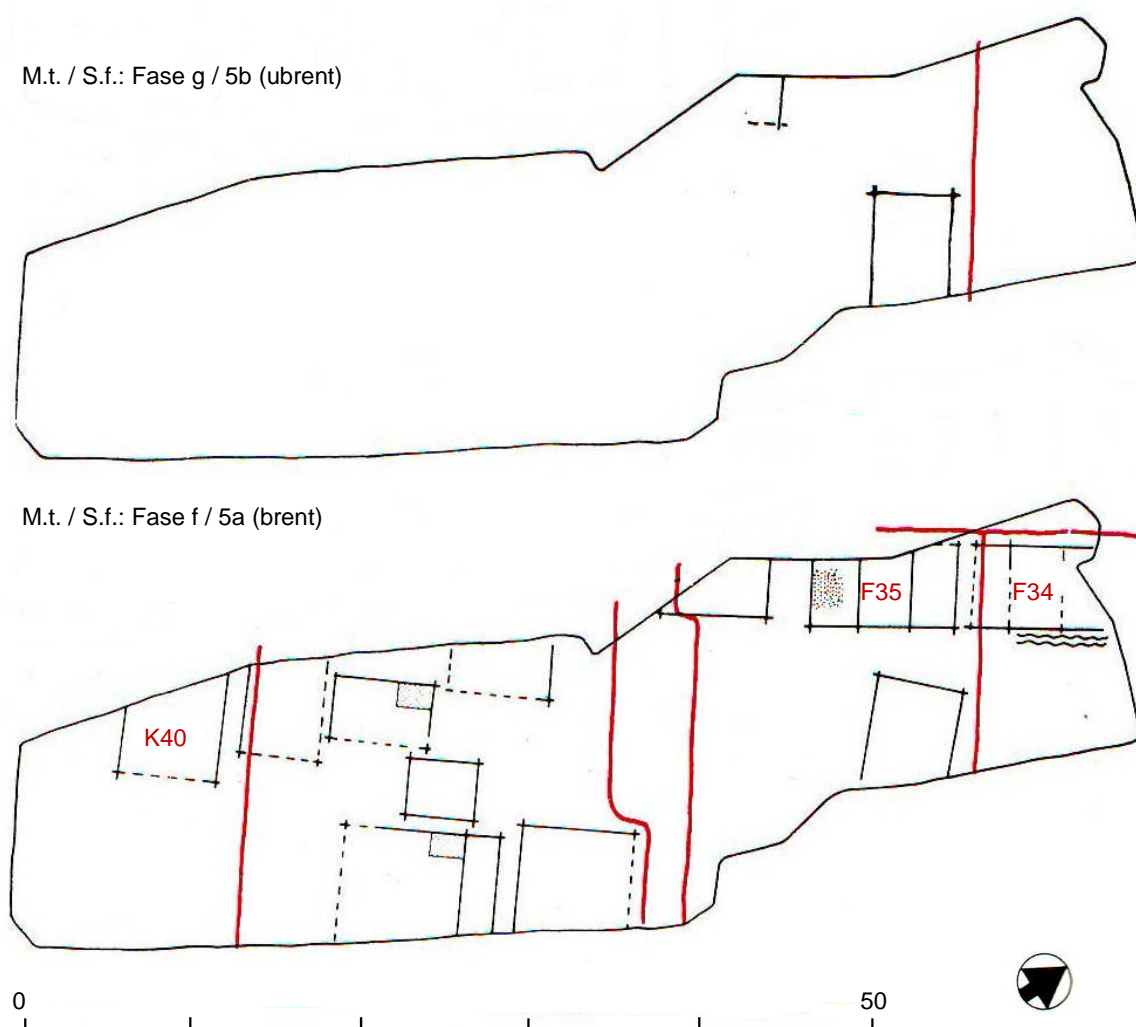 M.t. / S.f.: Fase g / 5b (ubrent)
M.t. / S.f.: Fase f / 5a (brent)
F35
F34
K40
0
50